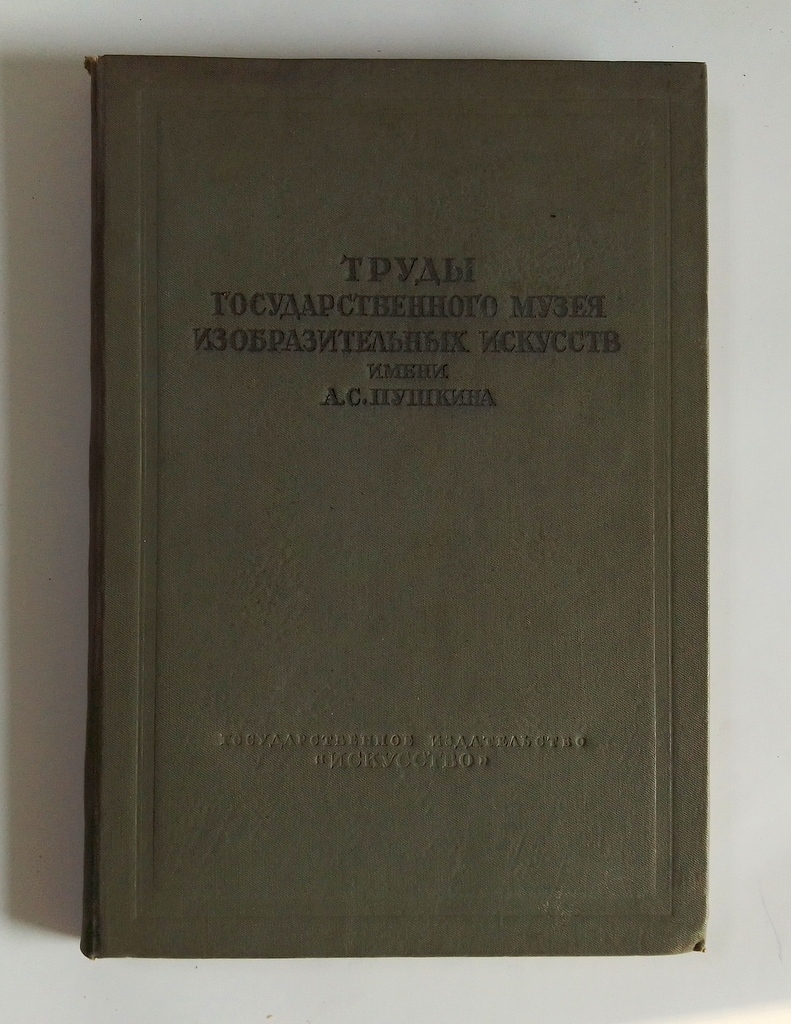 ТРУДЫ
ГОСУДАРСТВЕННОГО МУЗЕЯ
ИЗОБРАЗИТЕЛЬНЫХ ИСКУССТВ
ИМЕНИ
А.С.ПУШКИНА
ГОСУДАРСТВЕННОЕ ИЗДАТЕЛЬСТВО
«ИСКУССТВО»